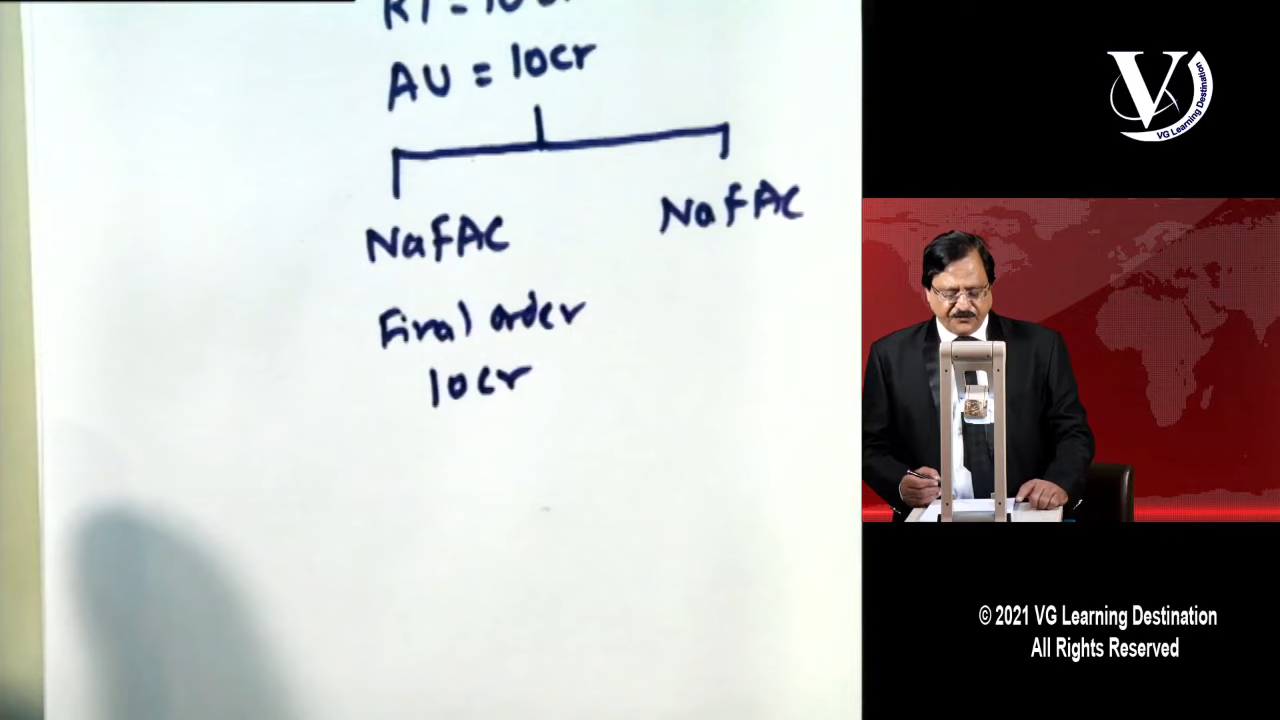 AU = 10cr
NaFAC NaFAC
Final order
10cr
V
VG Learning Destination
© 2021 VG Learning Destination
All Rights Reserved